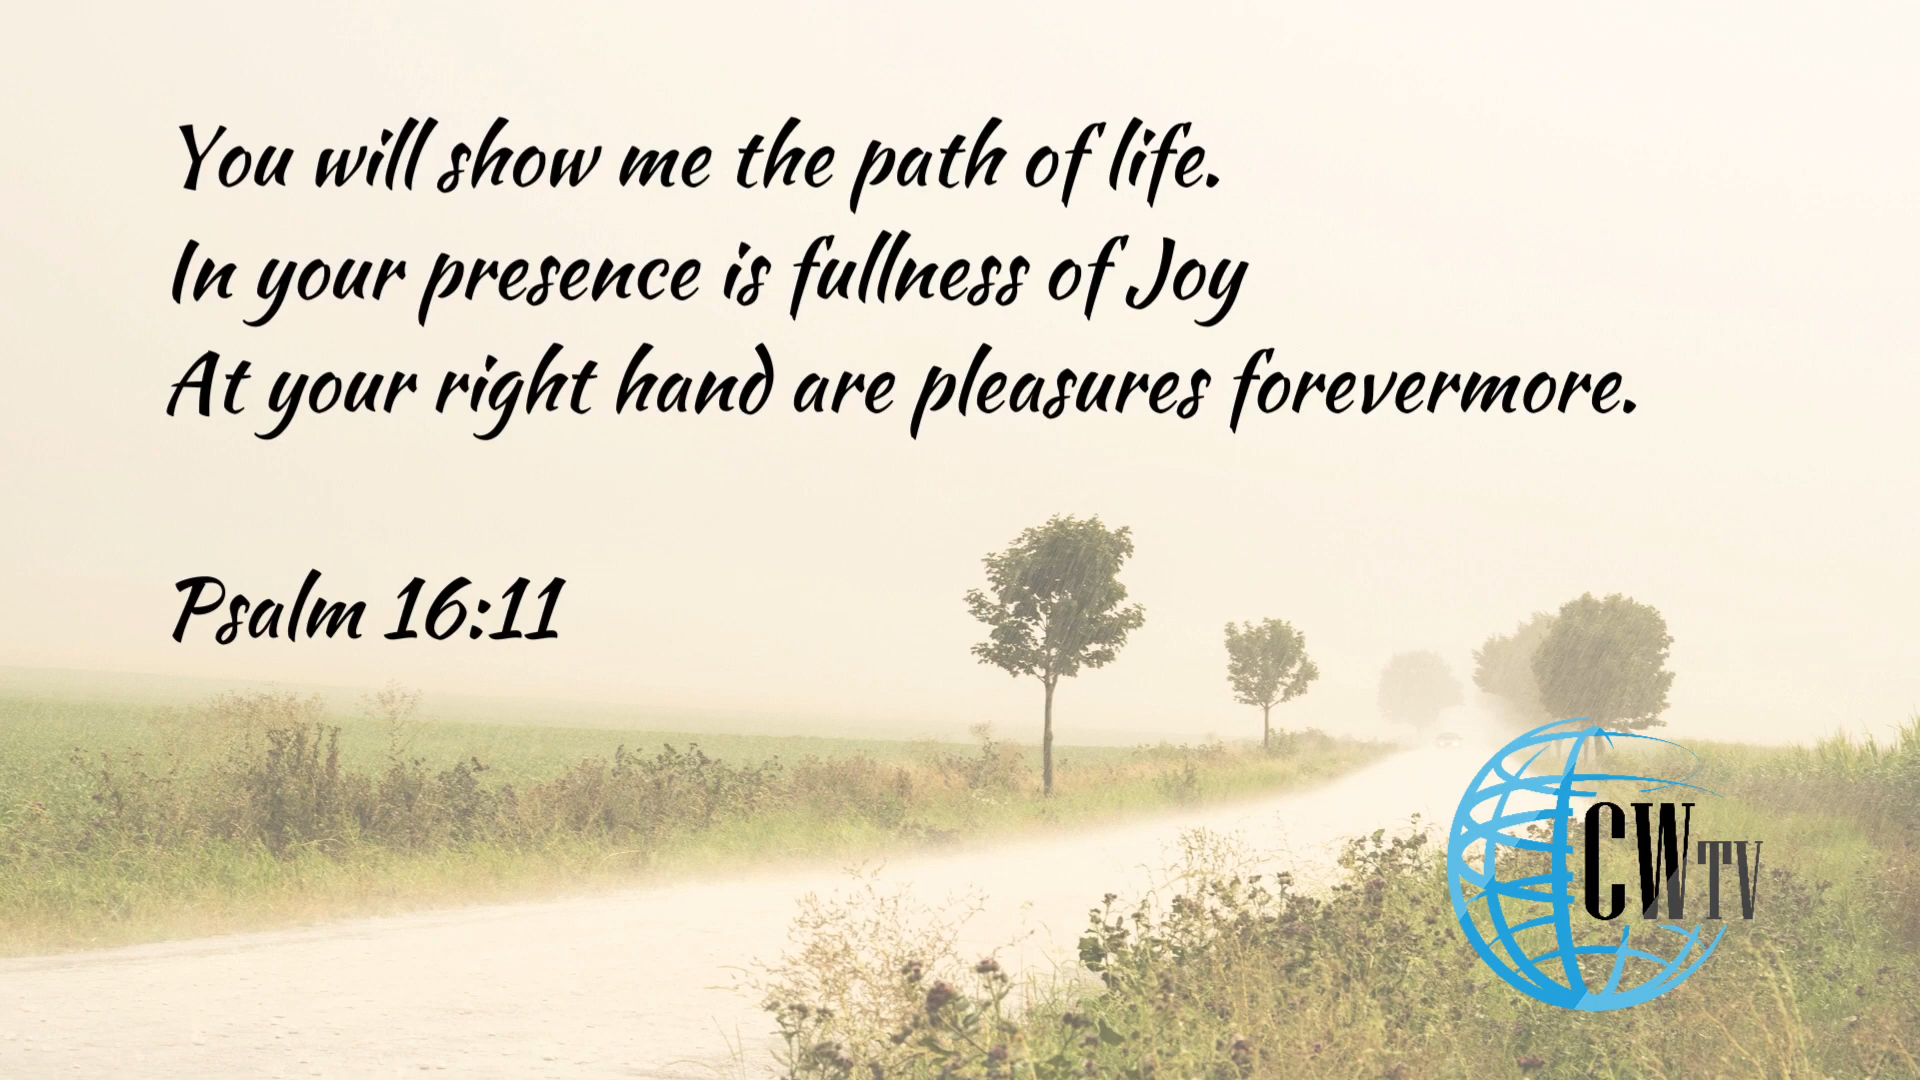 You will show me the path of life.
In your presence is fullness of Joy
At your right hand are pleasures forevermore.
Psalm 16:11
CWTV